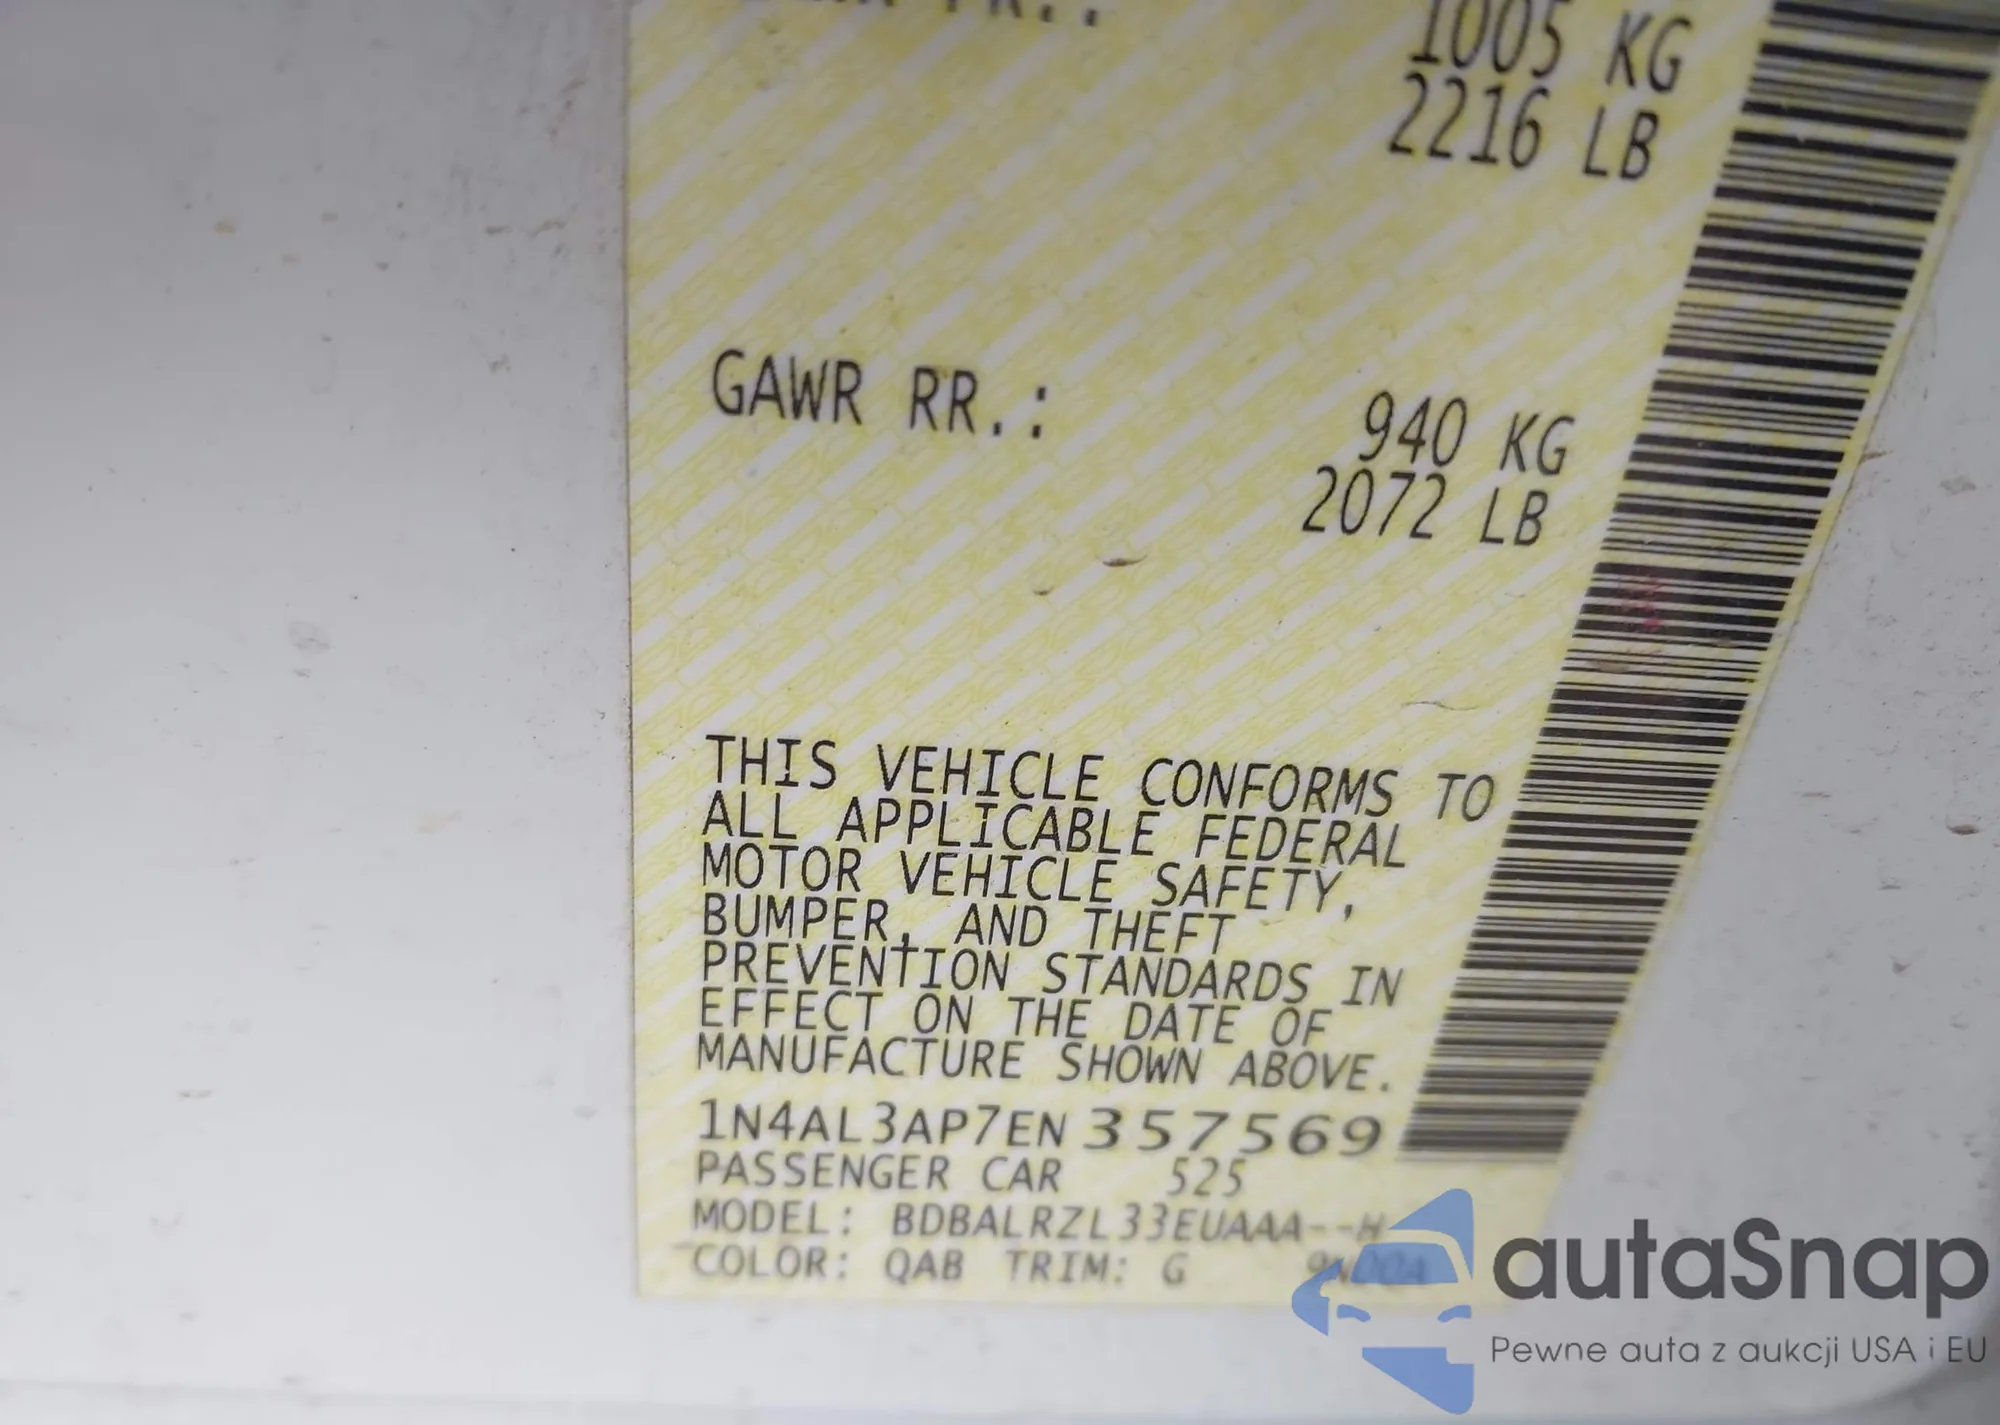 1005 KG
2216 LB
GAWR RR.:
940 KG
2072 LB
THIS VEHICLE CONFORMS TO
ALL APPLICABLE FEDERAL
MOTOR VEHICLE SAFETY,
BUMPER, AND THEFT
PREVENTION STANDARDS IN
EFFECT ON THE DATE OF
MANUFACTURE SHOWN ABOVE.
1N4AL3AP7EN357569
PASSENGER CAR 525
MODEL: BDBALRZL33EUAAA--H
COLOR: QAB TRIM: G
autaSnap
Pewne auta z aukcji USA i EU